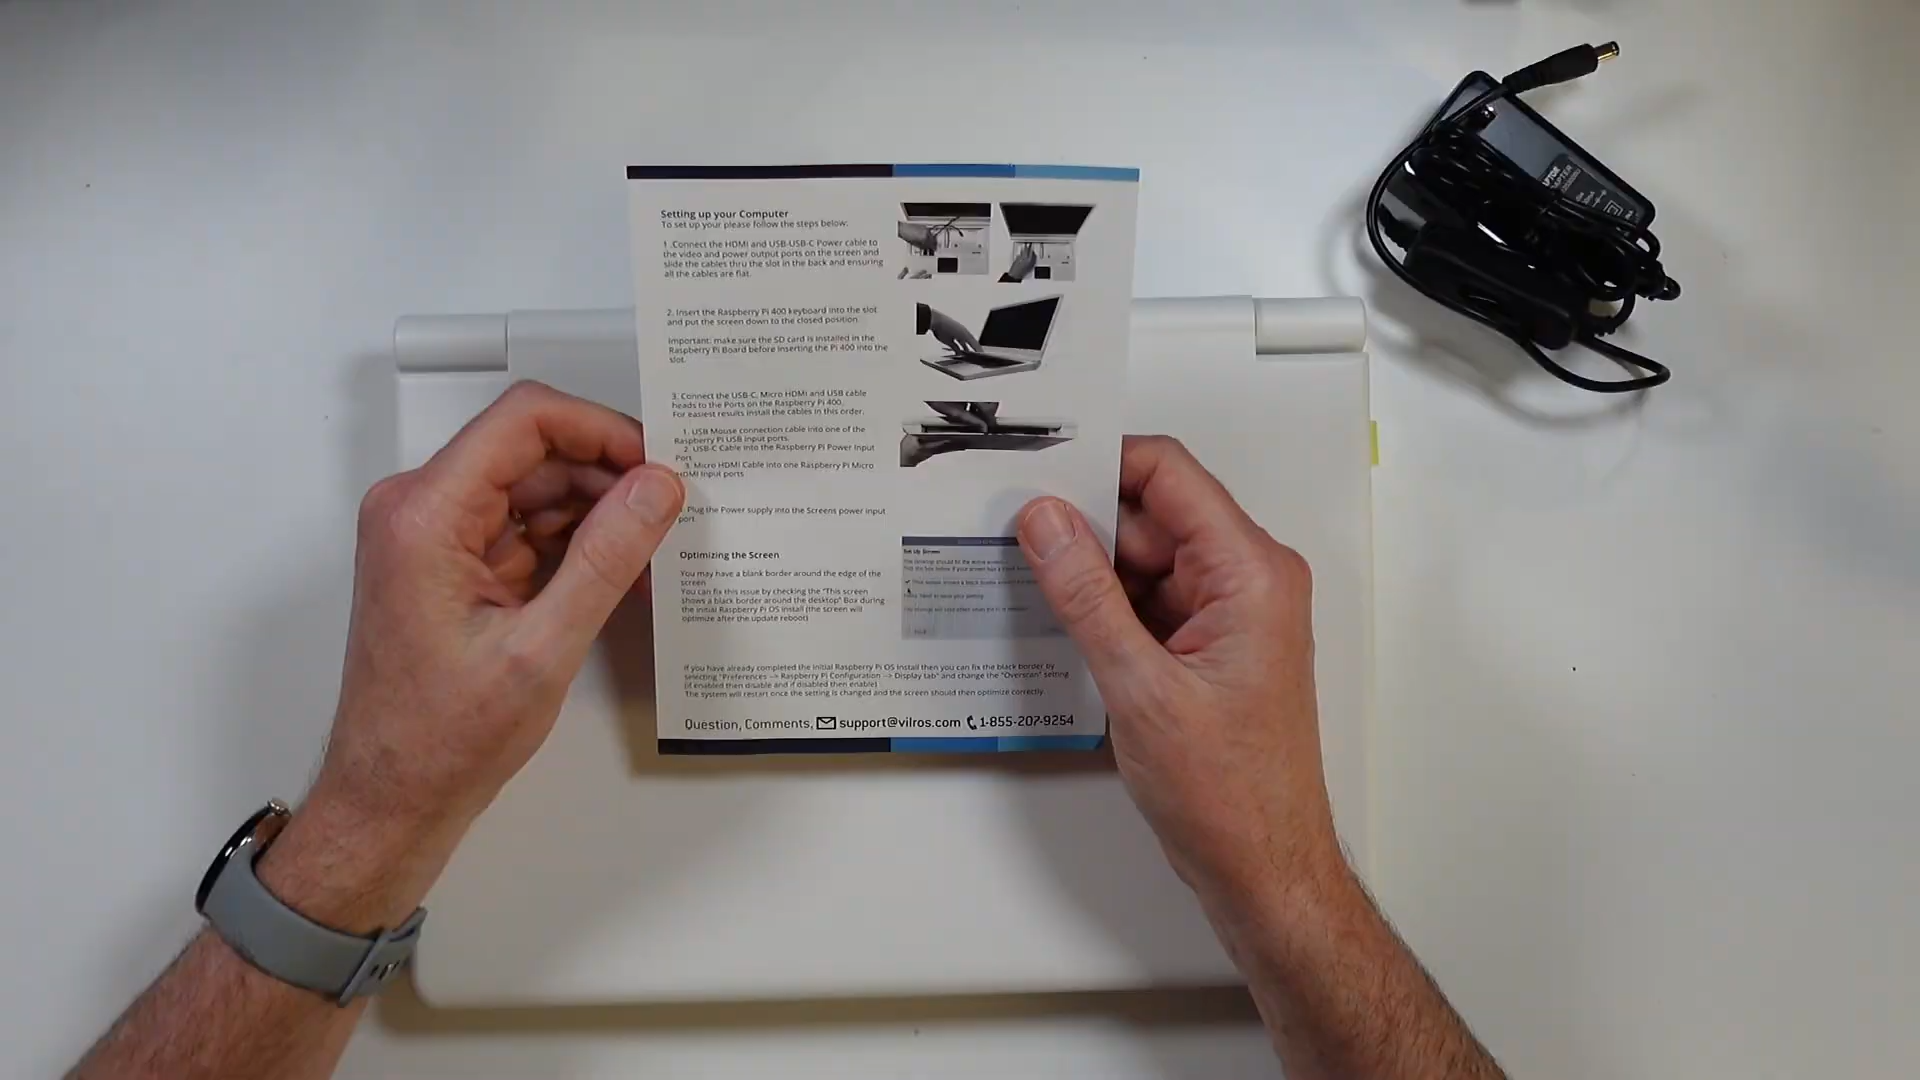 Setting up your Computer
To set up your please follow the steps below:
1 .Connect the HDMI and USB-USB-C Power cable to
the video and power output ports on the screen and
slide the cables thru the slot in the back and ensuring
all the cables are flat.
2. Insert the Raspberry Pi 400 keyboard into the slot
and put the screen down to the closed position
Important: make sure the SD card is installed in the
Raspberry Pi Board before inserting the Pi 400 into the
slot.
3. Connect the USB-C, Micro HDMI and USB cable
heads to the Ports on the Raspberry Pi 400.
For easiest results install the cables in this order.
1. USB Mouse connection cable into one of the
Raspberry Pi USB input ports.
2. USB-C Cable into the Raspberry Pi Power Input
Port
3. Micro HDMI Cable into one Raspberry Pi Micro
HDMI Input ports
Plug the Power supply into the Screens power input
port
Optimizing the Screen
You may have a blank border around the edge of the
screen
You can fix this issue by checking the "This screen
shows a black border around the desktop" Box during
the initial Raspberry Pi OS install (the screen will
optimize after the update reboot)
Set Up Screen
If you have already completed the initial Raspberry Pi OS install then you can fix the black border by
selecting "Preferences --> Raspberry Pi Configuration --> Display tab" and change the "Overscan" setting
(if enabled then disable and if disabled then enable)
The system will restart once the setting is changed and the screen should then optimize correctly.
Question, Comments, support@vilros.com 1-855-207-9254